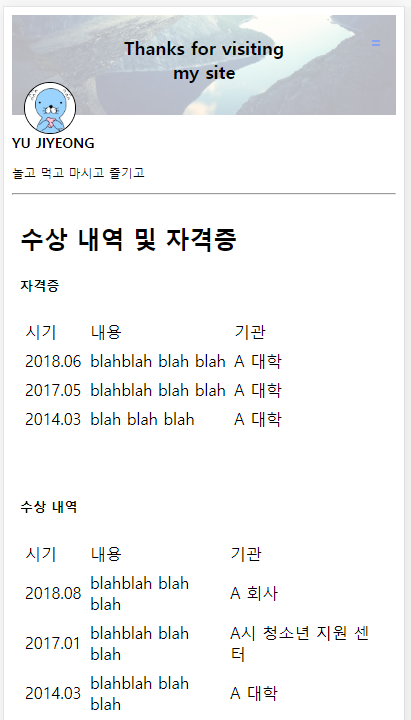 Thanks for visiting
my site
YU JIYEONG
놀고 먹고 마시고 즐기고
수상 내역 및 자격증
자격증
시기 내용 기관
2018.06 blahblah blah blah A 대학
2017.05 blahblah blah blah A 대학
2014.03 blah blah blah A 대학
수상 내역
시기 내용 기관
2018.08 blahblah blah A 회사
blah
2017.01 blahblah blah A시 청소년 지원 센
blah 터
2014.03 blahblah blah A 대학
blah